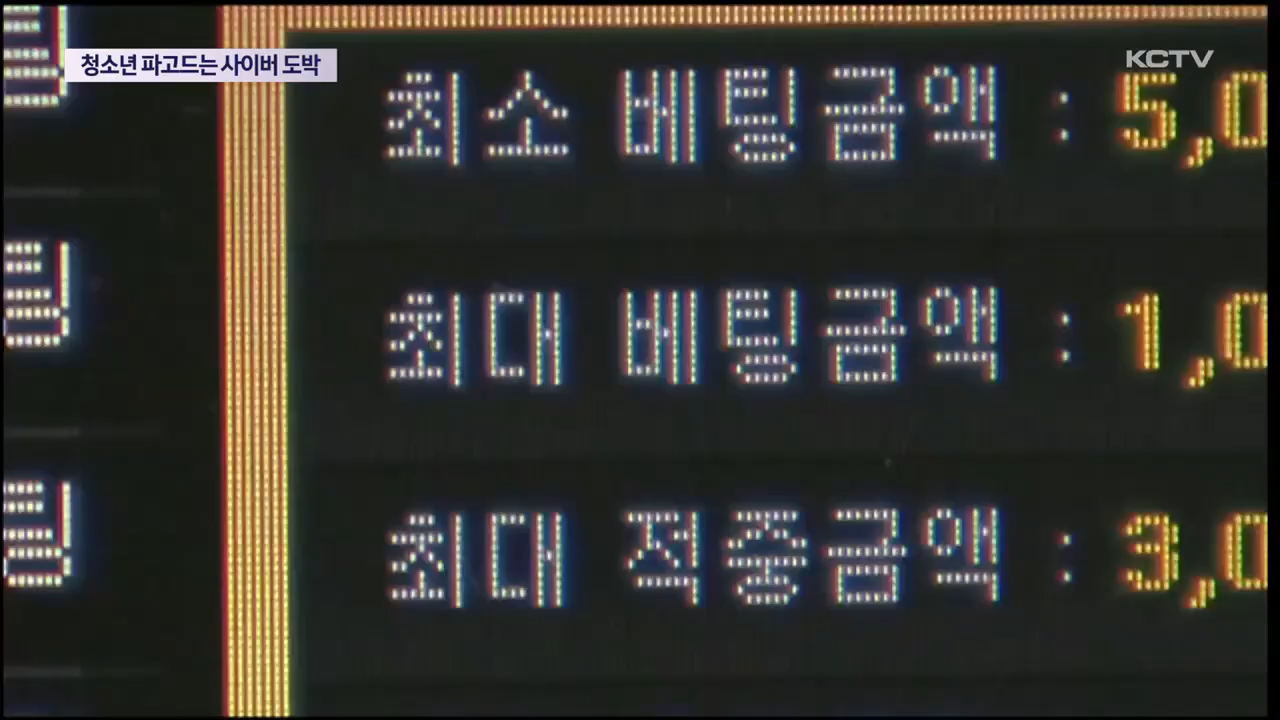 청소년 파고드는 사이버 도박
KCTV
최소 베팅금액 : 5,0
최대 베팅금액 : 1,0
최대 적중금액 : 3,0